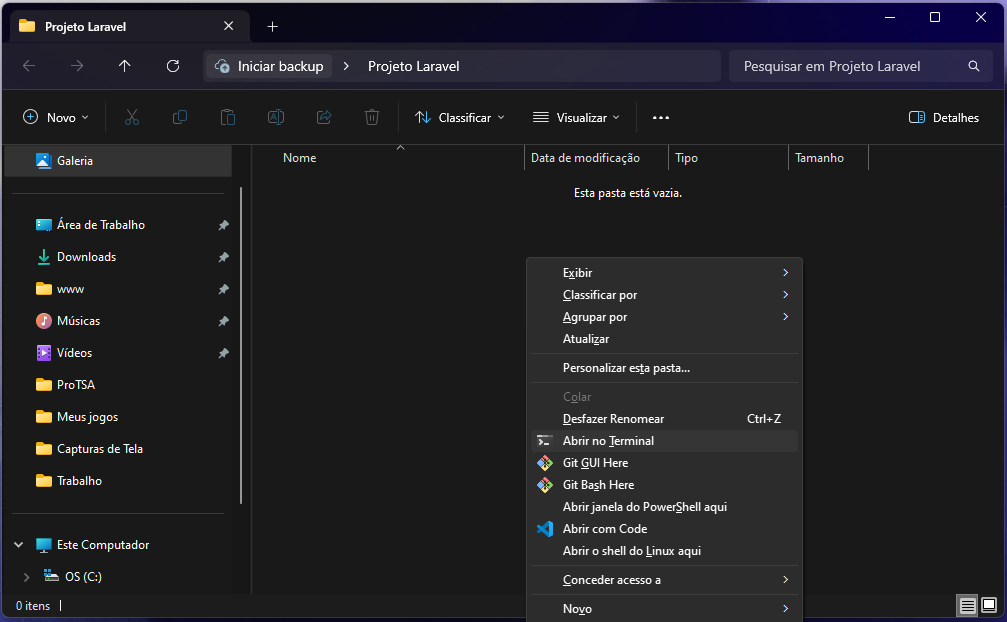 Projeto Laravel
Iniciar backup
Projeto Laravel
Pesquisar em Projeto Laravel
Novo
Classificar
Visualizar
Detalhes
Galeria
Nome
Data de modificação
Tipo
Tamanho
Esta pasta está vazia.
Área de Trabalho
Downloads
www
Músicas
Vídeos
ProTSA
Meus jogos
Capturas de Tela
Trabalho
Este Computador
OS (C:)
Exibir
Classificar por
Agrupar por
Atualizar
Personalizar esta pasta...
Colar
Desfazer Renomear Ctrl+Z
Abrir no Terminal
Git GUI Here
Git Bash Here
Abrir janela do PowerShell aqui
Abrir com Code
Abrir o shell do Linux aqui
Conceder acesso a
Novo
0 itens